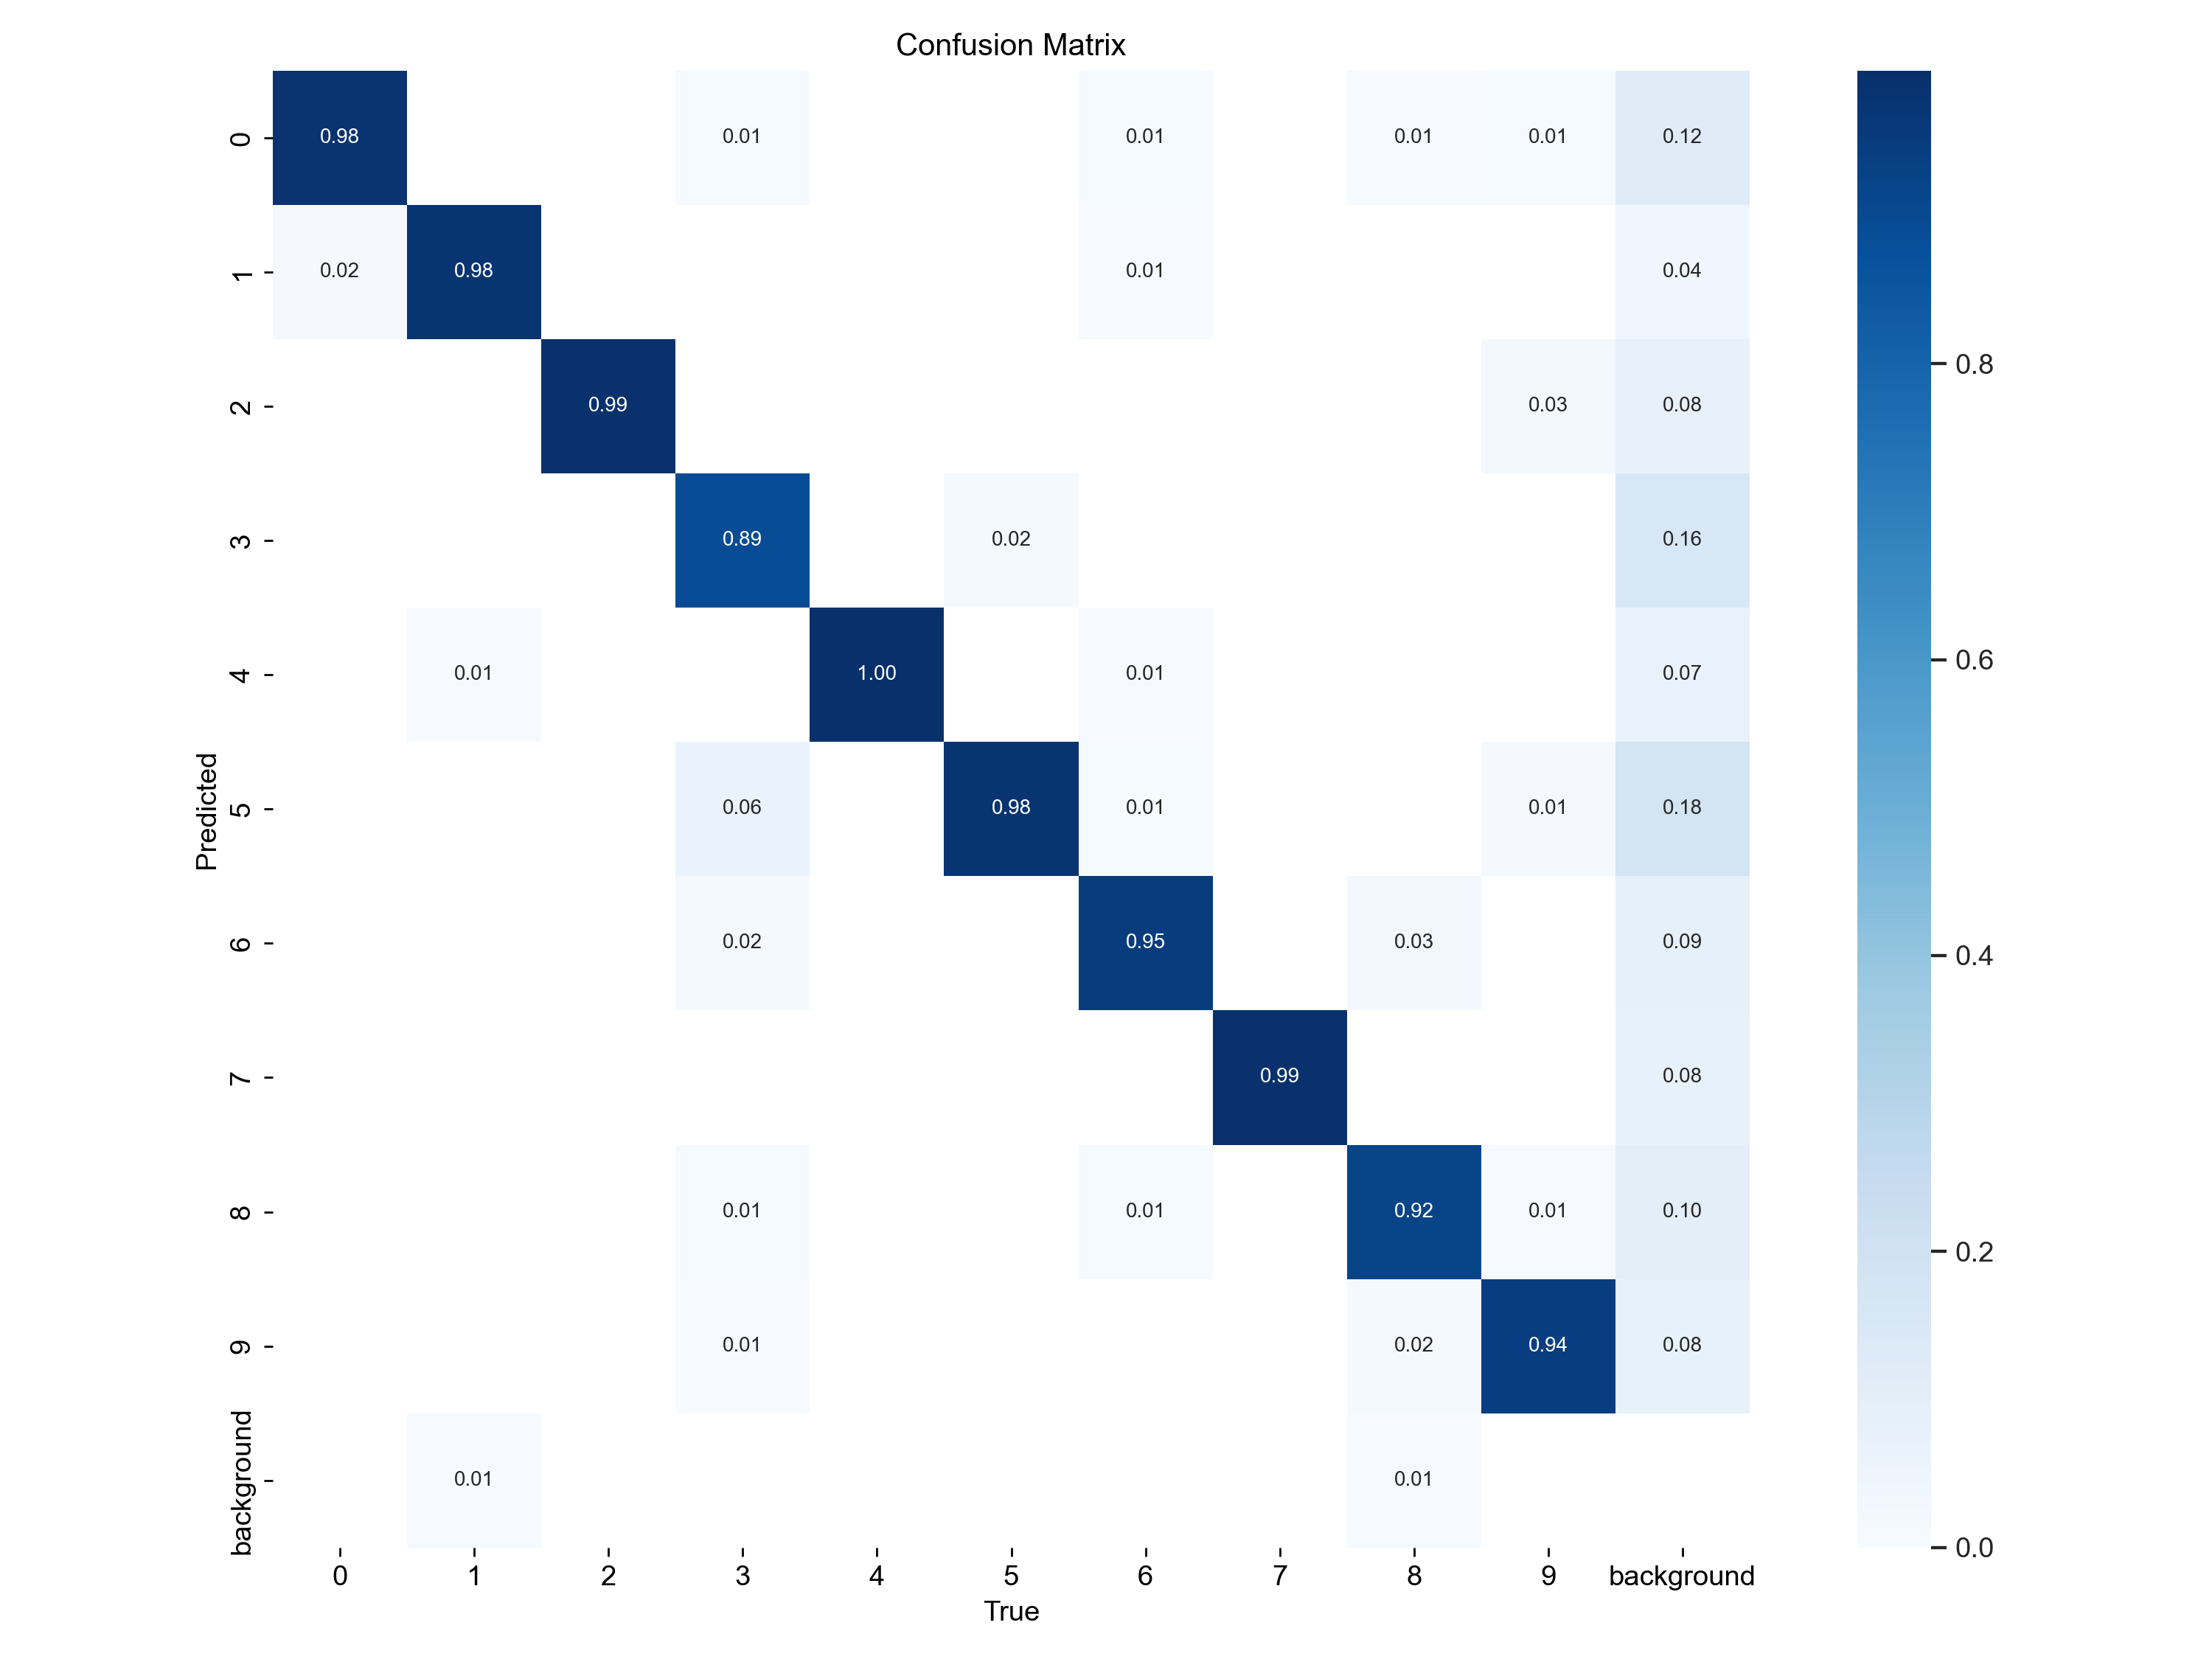 Confusion Matrix
0 0.98 0.01 0.01 0.01 0.01 0.12
1 0.02 0.98 0.01 0.04
2 0.99 0.03 0.08
0.8
3 0.89 0.02 0.16
0.6
4 0.01 1.00 0.01 0.07
Predicted
5 0.06 0.98 0.01 0.01 0.18
6 0.02 0.95 0.03 0.09
0.4
7 0.99 0.08
8 0.01 0.01 0.92 0.01 0.10
0.2
9 0.01 0.02 0.94 0.08
background 0.01 0.01
0.0
0 1 2 3 4 5 6 7 8 9 background
True